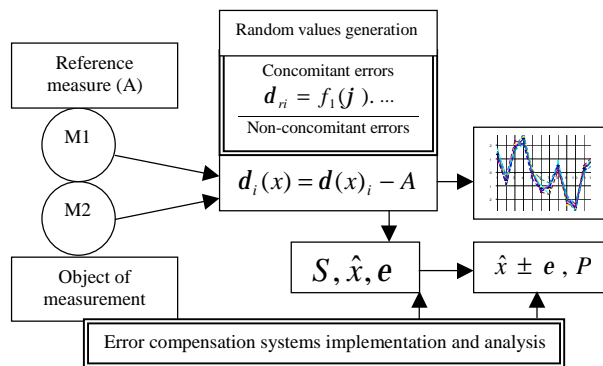 Random values generation
Reference
measure (A)
Concomitant errors
d_ri = f_1(j). ...
Non-concomitant errors
M1
M2
d_i(x) = d(x)_i − A
Object of
measurement
S, x̂, e
x̂ ± e , P
Error compensation systems implementation and analysis